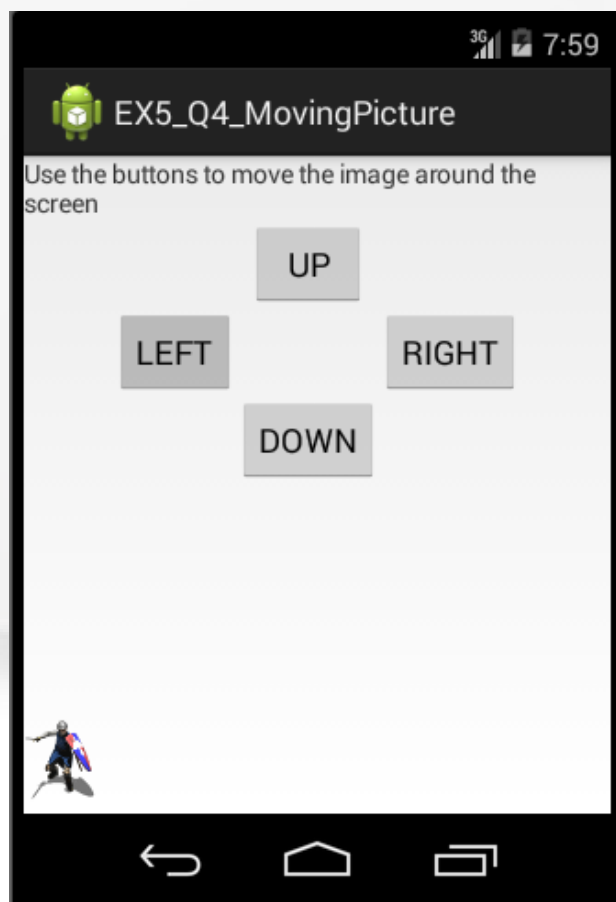 3G 7:59
EX5_Q4_MovingPicture
Use the buttons to move the image around the
screen
UP
LEFT RIGHT
DOWN